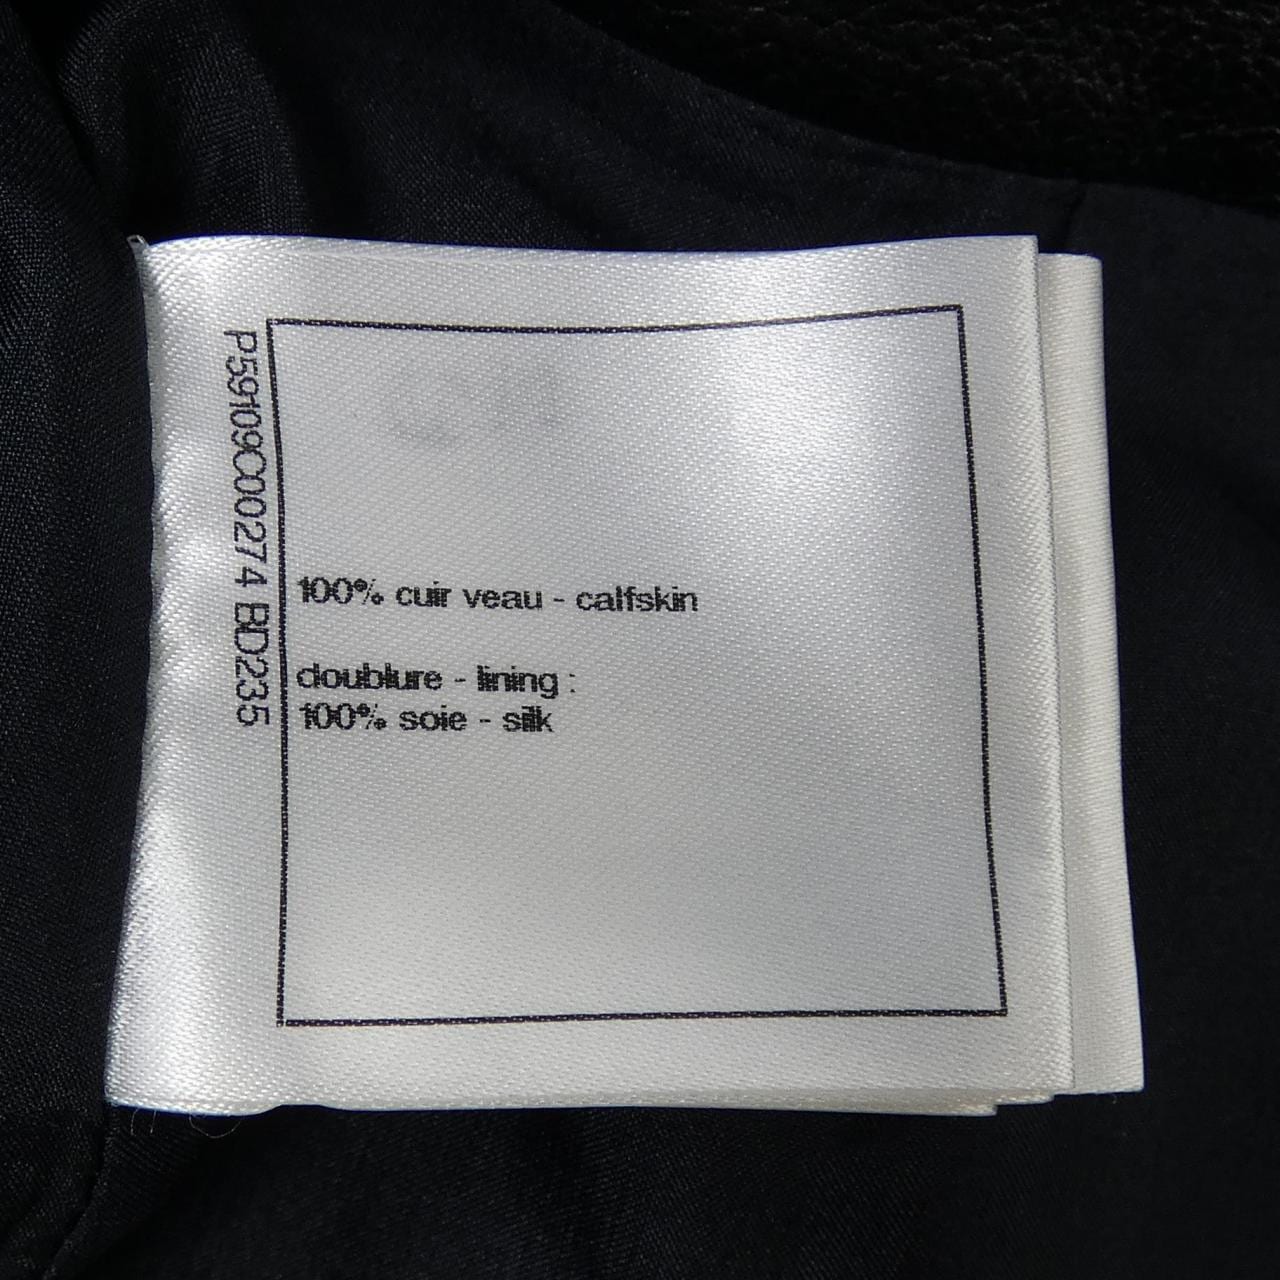 P59109C00274 BD235
100% cuir veau - calfskin
doublure - lining :
100% soie - silk